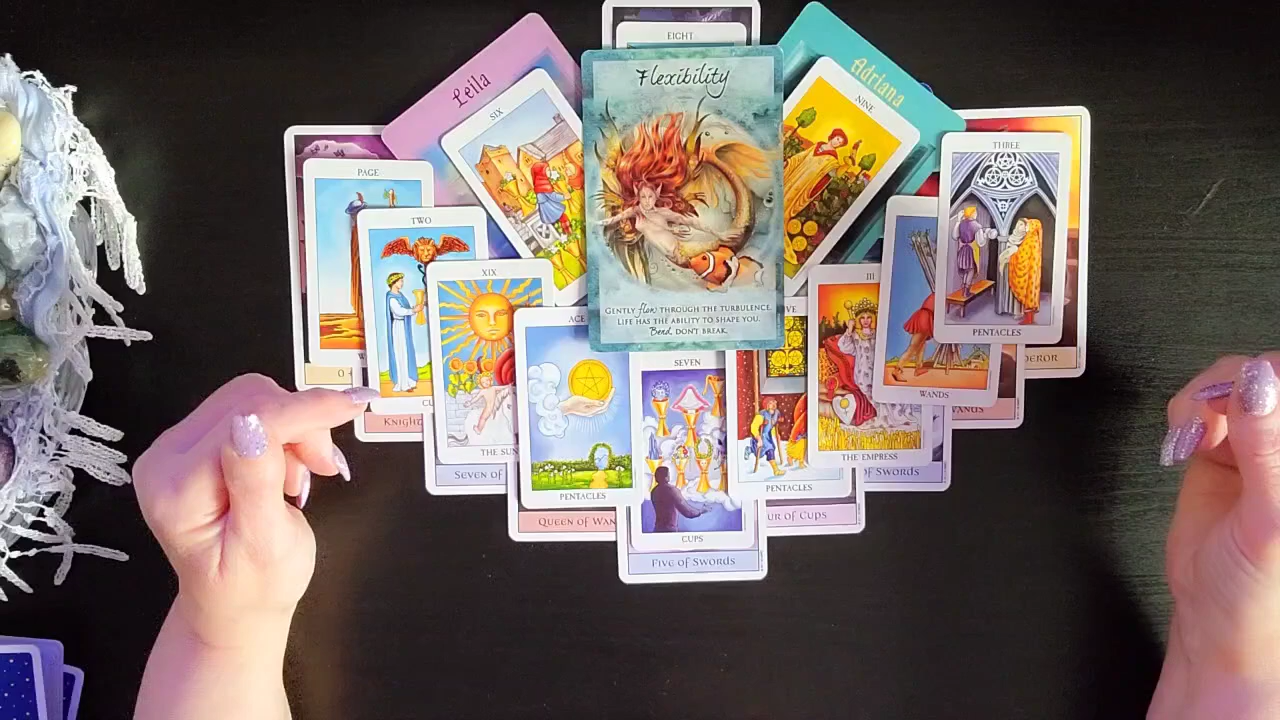 EIGHT
Leila
Flexibility
Adriana
SIX
NINE
THREE
PAGE
TWO
XIX
ACE
SEVEN
III
GENTLY flow THROUGH THE TURBULENCE.
LIFE HAS THE ABILITY TO SHAPE YOU.
Bend, DON'T BREAK.
PENTACLES
WANDS
THE SUN
THE EMPRESS
KNIGHT
SEVEN OF
OF SWORDS
WANDS
PENTACLES
PENTACLES
QUEEN OF WAN
UR OF CUPS
CUPS
FIVE OF SWORDS